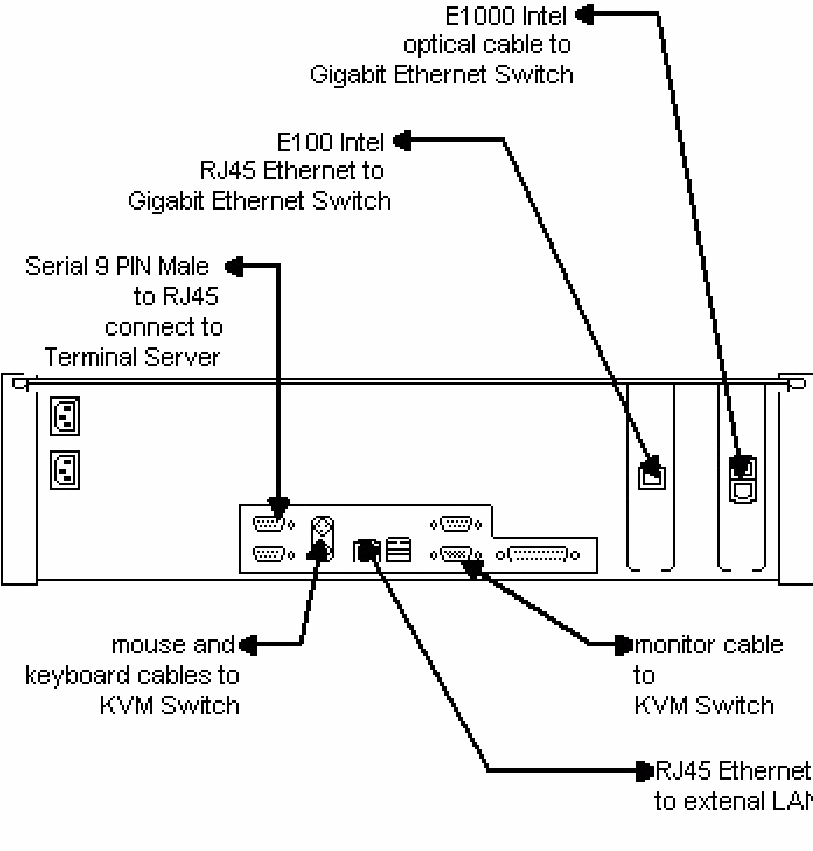 E1000 Intel
optical cable to
Gigabit Ethernet Switch
E100 Intel
RJ45 Ethernet to
Gigabit Ethernet Switch
Serial 9 PIN Male
to RJ45
connect to
Terminal Server
mouse and
keyboard cables to
KVM Switch
monitor cable
to
KVM Switch
RJ45 Ethernet
to extenal LAN